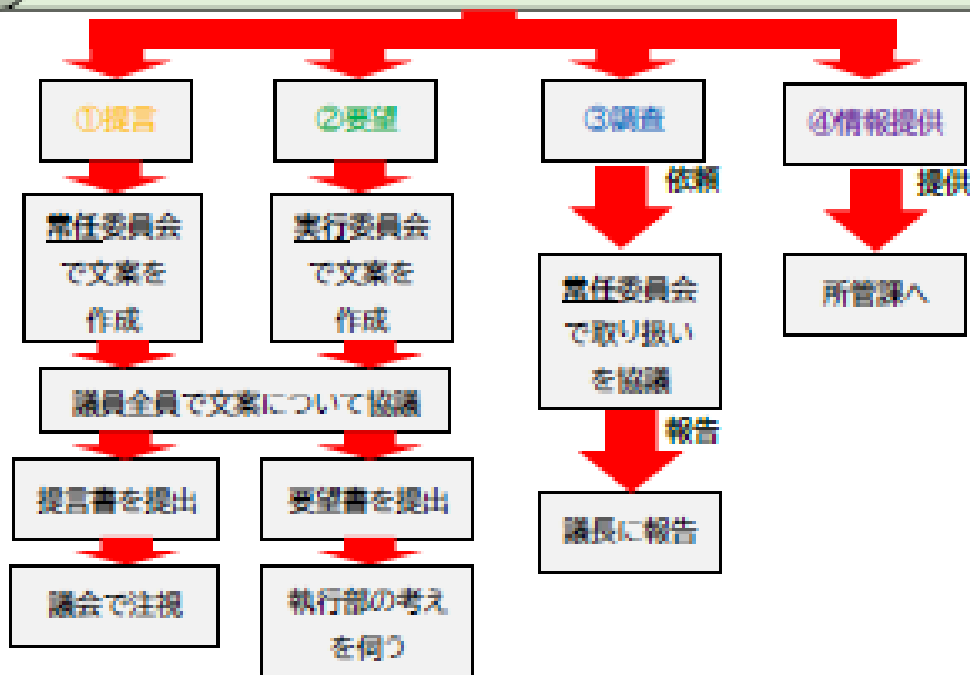 ①提言
②要望
③調査
④情報提供
依頼
提供
常任委員会
で文案を
作成
実行委員会
で文案を
作成
常任委員会
で取り扱い
を協議
所管課へ
議員全員で文案について協議
報告
提言書を提出
要望書を提出
議長に報告
議会で注視
執行部の考え
を伺う